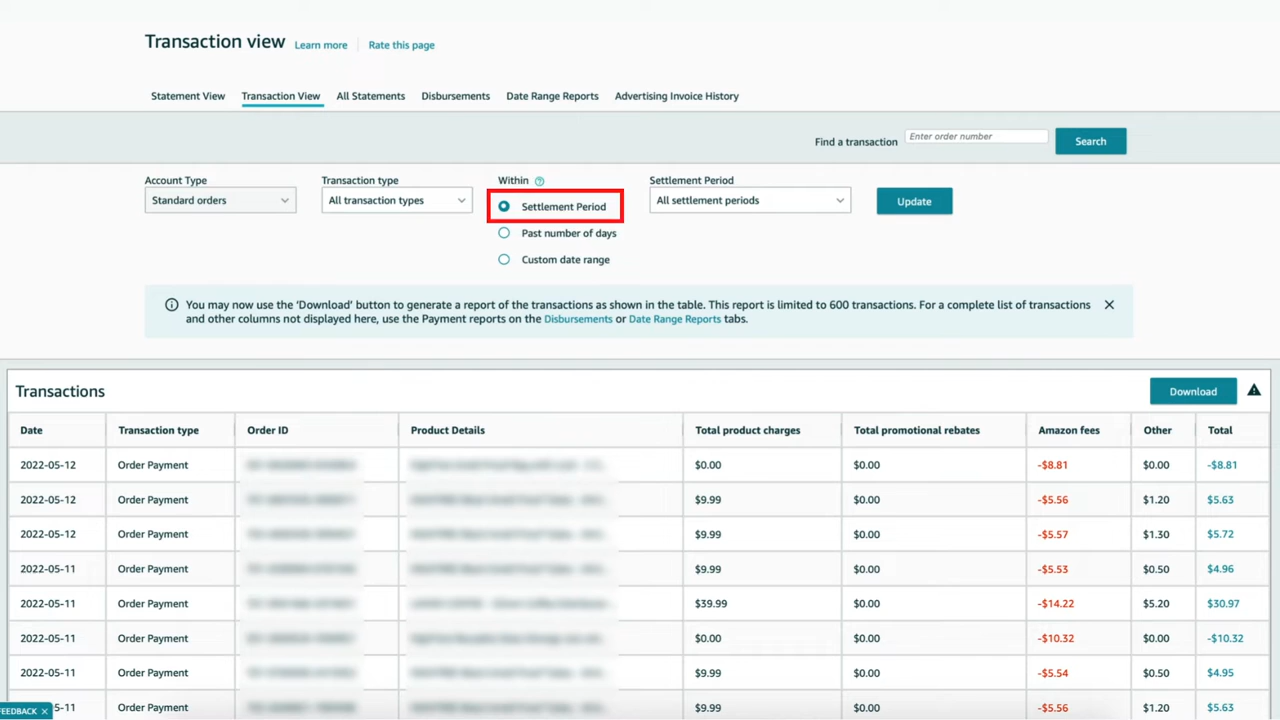 Transaction view Learn more Rate this page
Statement View Transaction View All Statements Disbursements Date Range Reports Advertising Invoice History
Find a transaction Enter order number Search
Account Type Transaction type Within Settlement Period
Standard orders All transaction types Settlement Period All settlement periods Update
Past number of days
Custom date range
You may now use the ‘Download’ button to generate a report of the transactions as shown in the table. This report is limited to 600 transactions. For a complete list of transactions
and other columns not displayed here, use the Payment reports on the Disbursements or Date Range Reports tabs.
Transactions Download
Date Transaction type Order ID Product Details Total product charges Total promotional rebates Amazon fees Other Total
2022-05-12 Order Payment $0.00 $0.00 -$8.81 $0.00 -$8.81
2022-05-12 Order Payment $9.99 $0.00 -$5.56 $1.20 $5.63
2022-05-12 Order Payment $9.99 $0.00 -$5.57 $1.30 $5.72
2022-05-11 Order Payment $9.99 $0.00 -$5.53 $0.50 $4.96
2022-05-11 Order Payment $39.99 $0.00 -$14.22 $5.20 $30.97
2022-05-11 Order Payment $0.00 $0.00 -$10.32 $0.00 -$10.32
2022-05-11 Order Payment $9.99 $0.00 -$5.54 $0.50 $4.95
FEEDBACK 5-11 Order Payment $9.99 $0.00 -$5.56 $1.20 $5.63